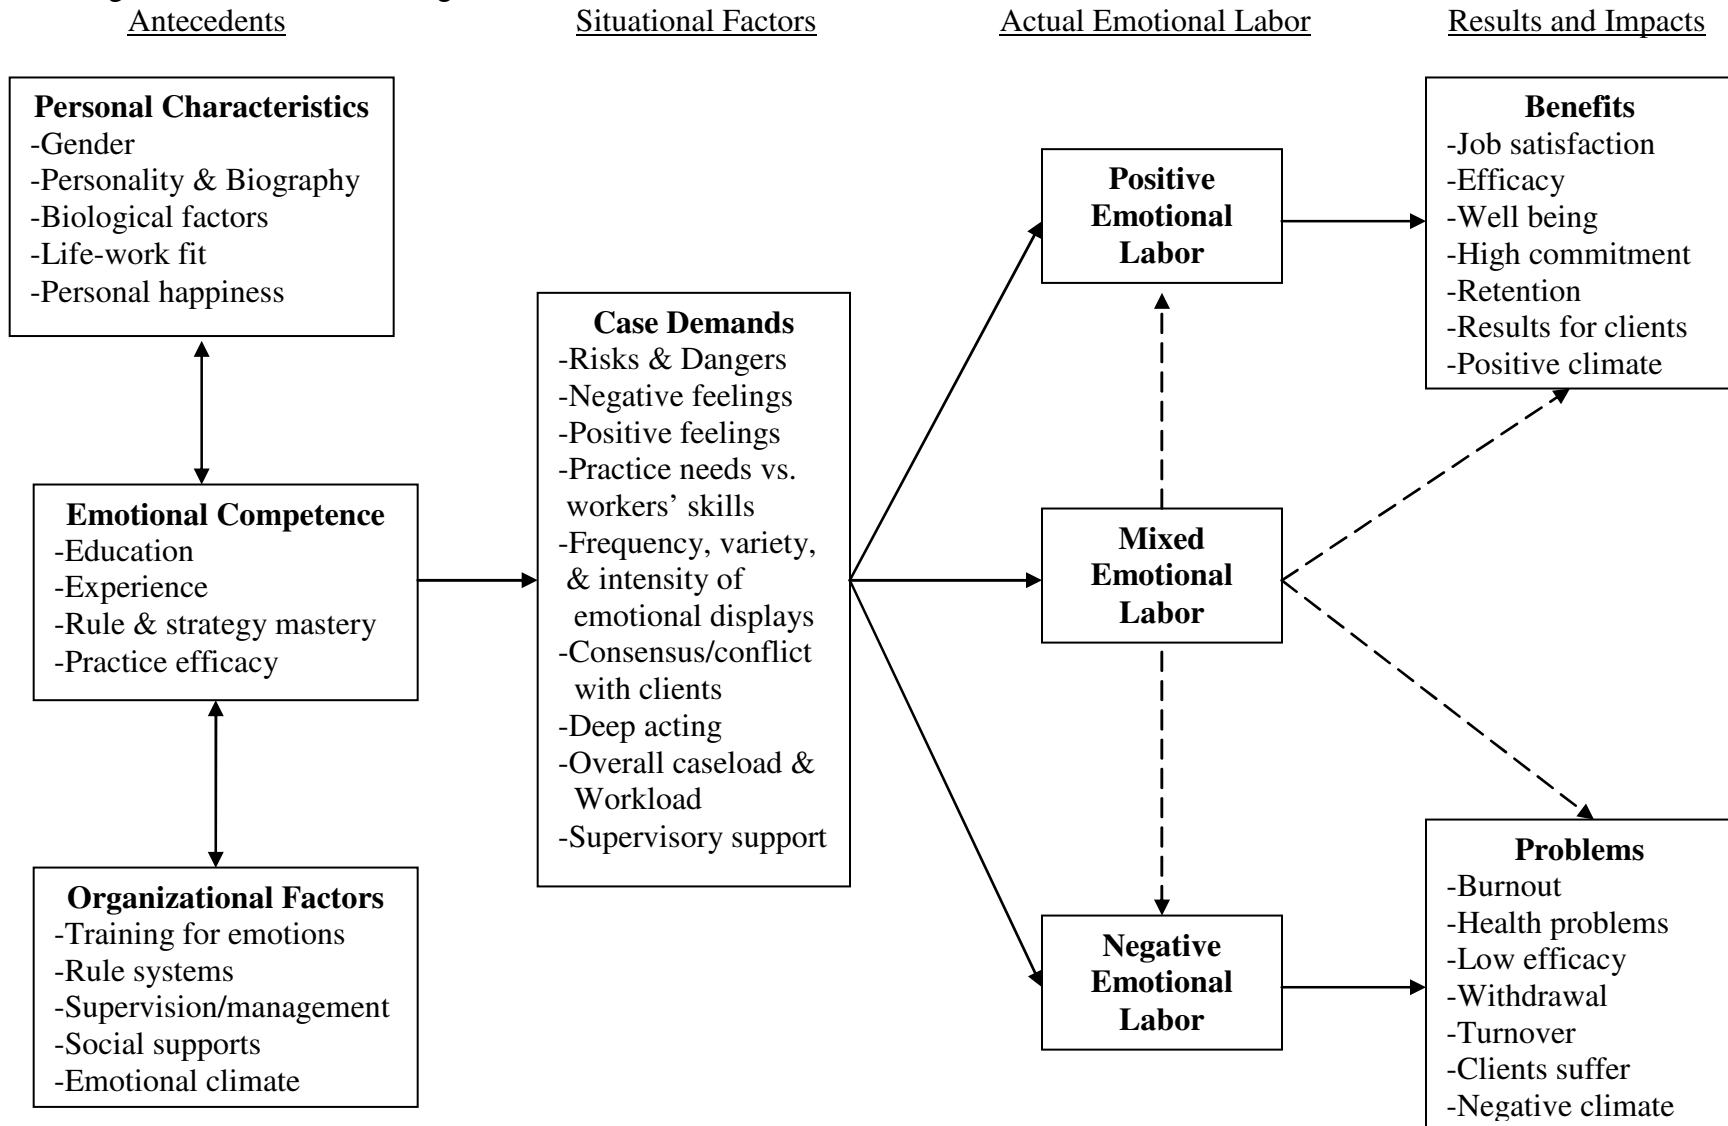 Antecedents
Situational Factors
Actual Emotional Labor
Results and Impacts
Personal Characteristics
-Gender
-Personality & Biography
-Biological factors
-Life-work fit
-Personal happiness
Emotional Competence
-Education
-Experience
-Rule & strategy mastery
-Practice efficacy
Organizational Factors
-Training for emotions
-Rule systems
-Supervision/management
-Social supports
-Emotional climate
Case Demands
-Risks & Dangers
-Negative feelings
-Positive feelings
-Practice needs vs.
workers’ skills
-Frequency, variety,
& intensity of
emotional displays
-Consensus/conflict
with clients
-Deep acting
-Overall caseload &
Workload
-Supervisory support
Positive
Emotional
Labor
Mixed
Emotional
Labor
Negative
Emotional
Labor
Benefits
-Job satisfaction
-Efficacy
-Well being
-High commitment
-Retention
-Results for clients
-Positive climate
Problems
-Burnout
-Health problems
-Low efficacy
-Withdrawal
-Turnover
-Clients suffer
-Negative climate